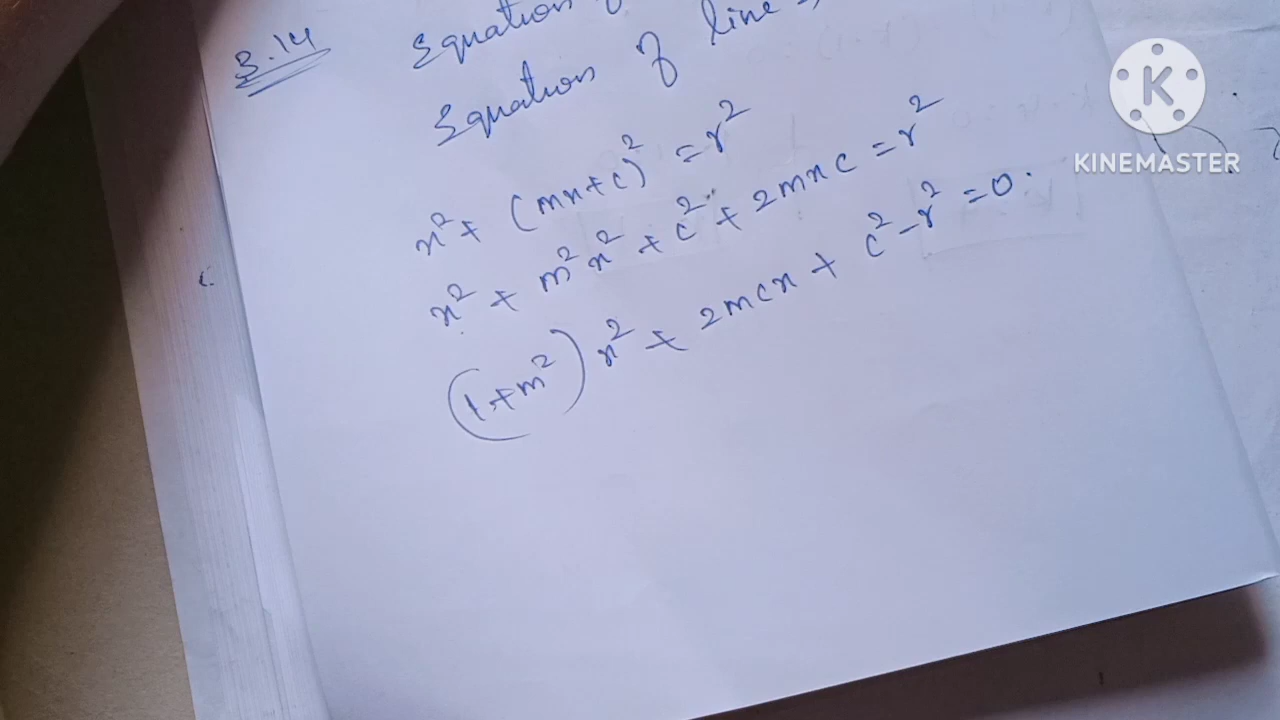 3.14
Equation of
Equation of line
x² + (mx+c)² = r²
x² + m²x² + c² + 2mxc = r²
(1+m²)x² + 2mcx + c²-r² = 0.
KINEMASTER